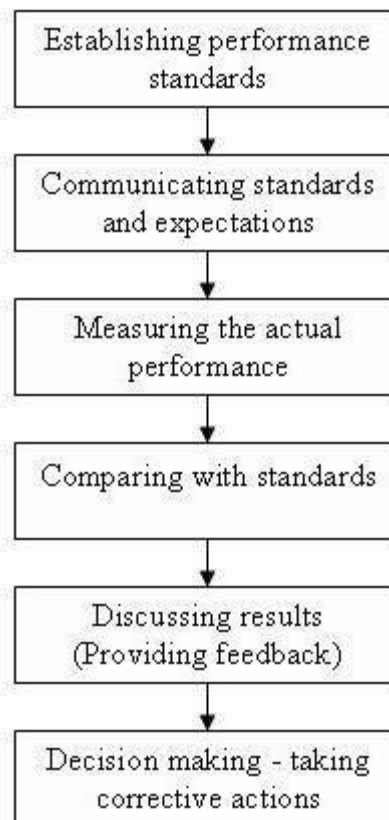 Establishing performance
standards
Communicating standards
and expectations
Measuring the actual
performance
Comparing with standards
Discussing results
(Providing feedback)
Decision making - taking
corrective actions